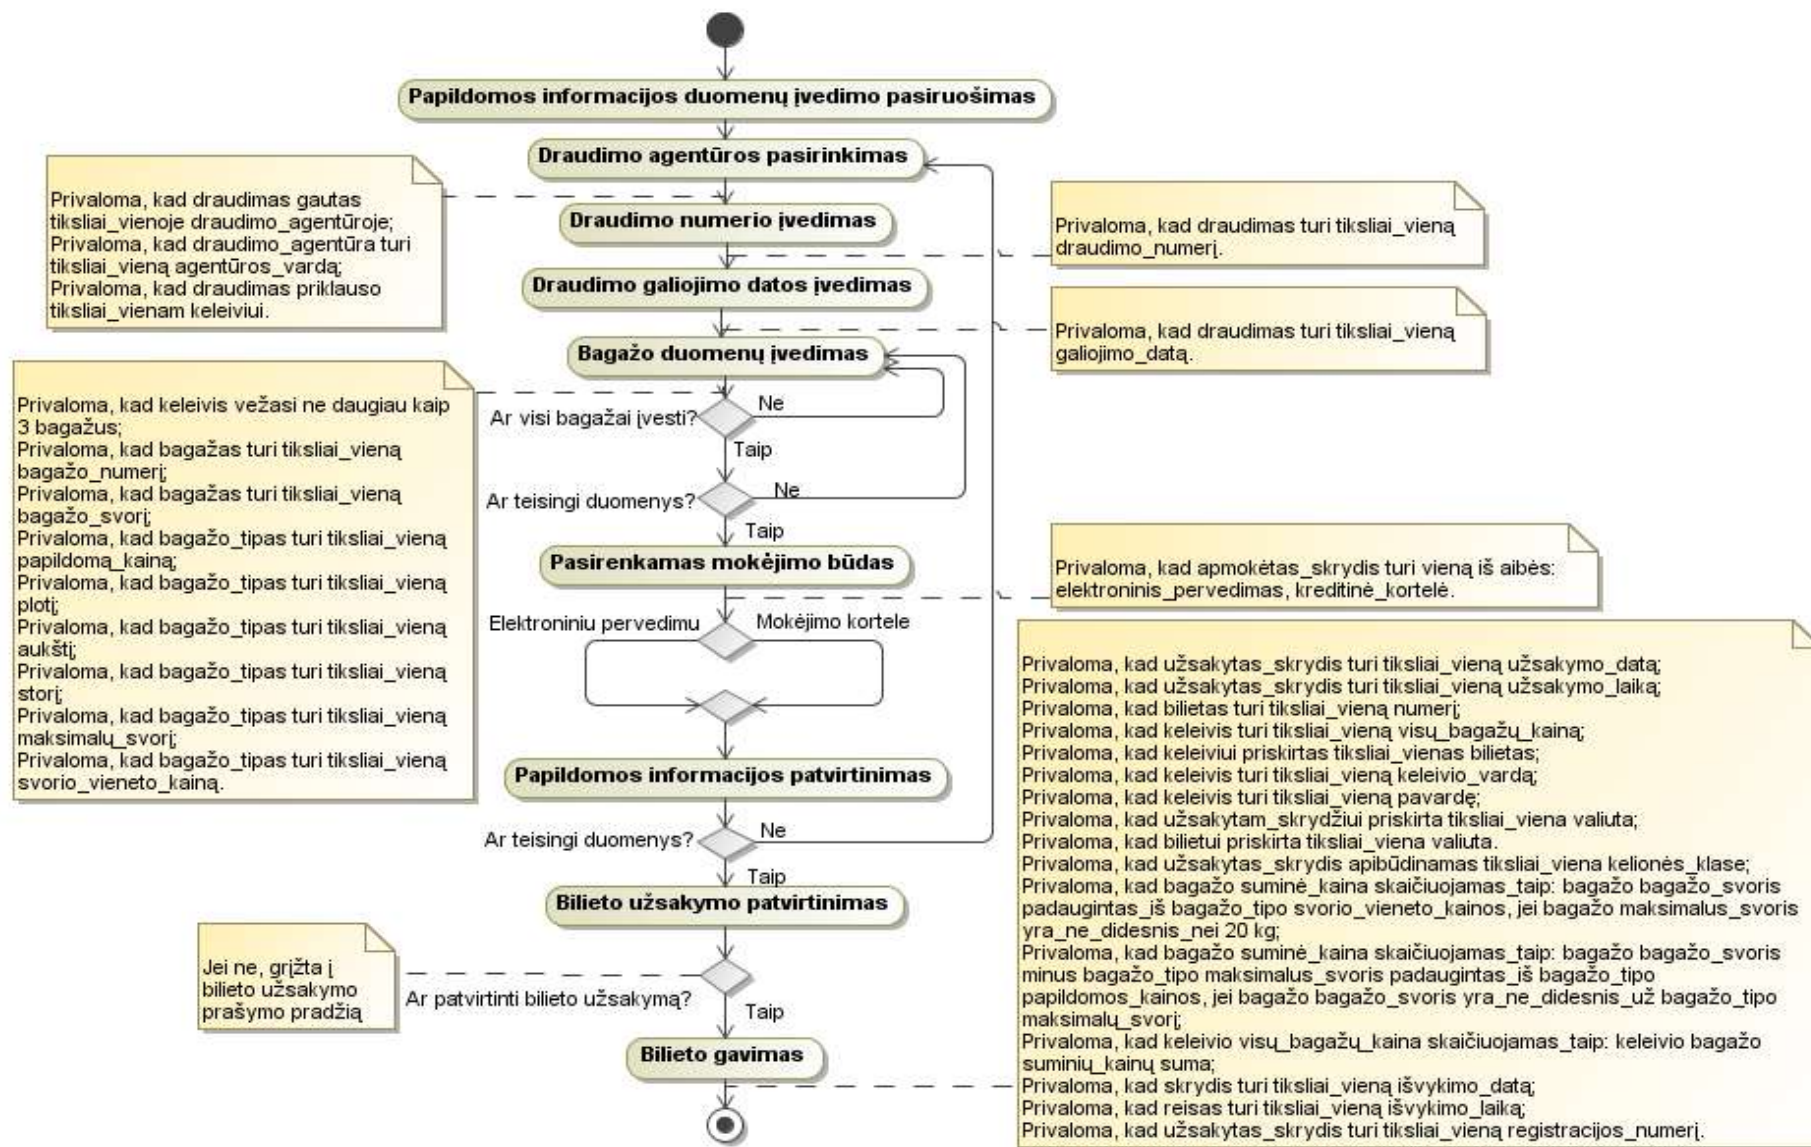 Papildomos informacijos duomenų įvedimo pasiruošimas
Draudimo agentūros pasirinkimas
Privaloma, kad draudimas gautas
tiksliai_vienoje draudimo_agentūroje;
Privaloma, kad draudimo_agentūra turi
tiksliai_vieną agentūros_vardą;
Privaloma, kad draudimas priklauso
tiksliai_vienam keleiviui.
Draudimo numerio įvedimas
Privaloma, kad draudimas turi tiksliai_vieną
draudimo_numerį.
Draudimo galiojimo datos įvedimas
Privaloma, kad draudimas turi tiksliai_vieną
galiojimo_datą.
Bagažo duomenų įvedimas
Privaloma, kad keleivis vežasi ne daugiau kaip
3 bagažus;
Privaloma, kad bagažas turi tiksliai_vieną
bagažo_numerį;
Privaloma, kad bagažas turi tiksliai_vieną
bagažo_svorį;
Privaloma, kad bagažo_tipas turi tiksliai_vieną
papildomą_kainą;
Privaloma, kad bagažo_tipas turi tiksliai_vieną
plotį;
Privaloma, kad bagažo_tipas turi tiksliai_vieną
aukštį;
Privaloma, kad bagažo_tipas turi tiksliai_vieną
storį;
Privaloma, kad bagažo_tipas turi tiksliai_vieną
maksimalų_svorį;
Privaloma, kad bagažo_tipas turi tiksliai_vieną
svorio_vieneto_kainą.
Ar visi bagažai įvesti?
Ne
Taip
Ar teisingi duomenys?
Ne
Taip
Pasirenkamas mokėjimo būdas
Privaloma, kad apmokėtas_skrydis turi vieną iš aibės:
elektroninis_pervedimas, kreditinė_kortelė.
Elektroniniu pervedimu
Mokėjimo kortele
Papildomos informacijos patvirtinimas
Ar teisingi duomenys?
Ne
Taip
Bilieto užsakymo patvirtinimas
Jei ne, grįžta į
bilieto užsakymo
prašymo pradžią
Ar patvirtinti bilieto užsakymą?
Taip
Bilieto gavimas
Privaloma, kad užsakytas_skrydis turi tiksliai_vieną užsakymo_datą;
Privaloma, kad užsakytas_skrydis turi tiksliai_vieną užsakymo_laiką;
Privaloma, kad bilietas turi tiksliai_vieną numerį;
Privaloma, kad keleivis turi tiksliai_vieną visų_bagažų_kainą;
Privaloma, kad keleiviui priskirtas tiksliai_vienas bilietas;
Privaloma, kad keleivis turi tiksliai_vieną keleivio_vardą;
Privaloma, kad keleivis turi tiksliai_vieną pavardę;
Privaloma, kad užsakytam_skrydžiui priskirta tiksliai_viena valiuta;
Privaloma, kad bilietui priskirta tiksliai_viena valiuta.
Privaloma, kad užsakytas_skrydis apibūdinamas tiksliai_viena kelionės_klase;
Privaloma, kad bagažo suminė_kaina skaičiuojamas_taip: bagažo bagažo_svoris
padaugintas_iš bagažo_tipo svorio_vieneto_kainos, jei bagažo maksimalus_svoris
yra_ne_didesnis_nei 20 kg;
Privaloma, kad bagažo suminė_kaina skaičiuojamas_taip: bagažo bagažo_svoris
minus bagažo_tipo maksimalus_svoris padaugintas_iš bagažo_tipo
papildomos_kainos, jei bagažo bagažo_svoris yra_ne_didesnis_už bagažo_tipo
maksimalų_svorį;
Privaloma, kad keleivio visų_bagažų_kaina skaičiuojamas_taip: keleivio bagažo
suminių_kainų suma;
Privaloma, kad skrydis turi tiksliai_vieną išvykimo_datą;
Privaloma, kad reisas turi tiksliai_vieną išvykimo_laiką;
Privaloma, kad užsakytas_skrydis turi tiksliai_vieną registracijos_numerį.